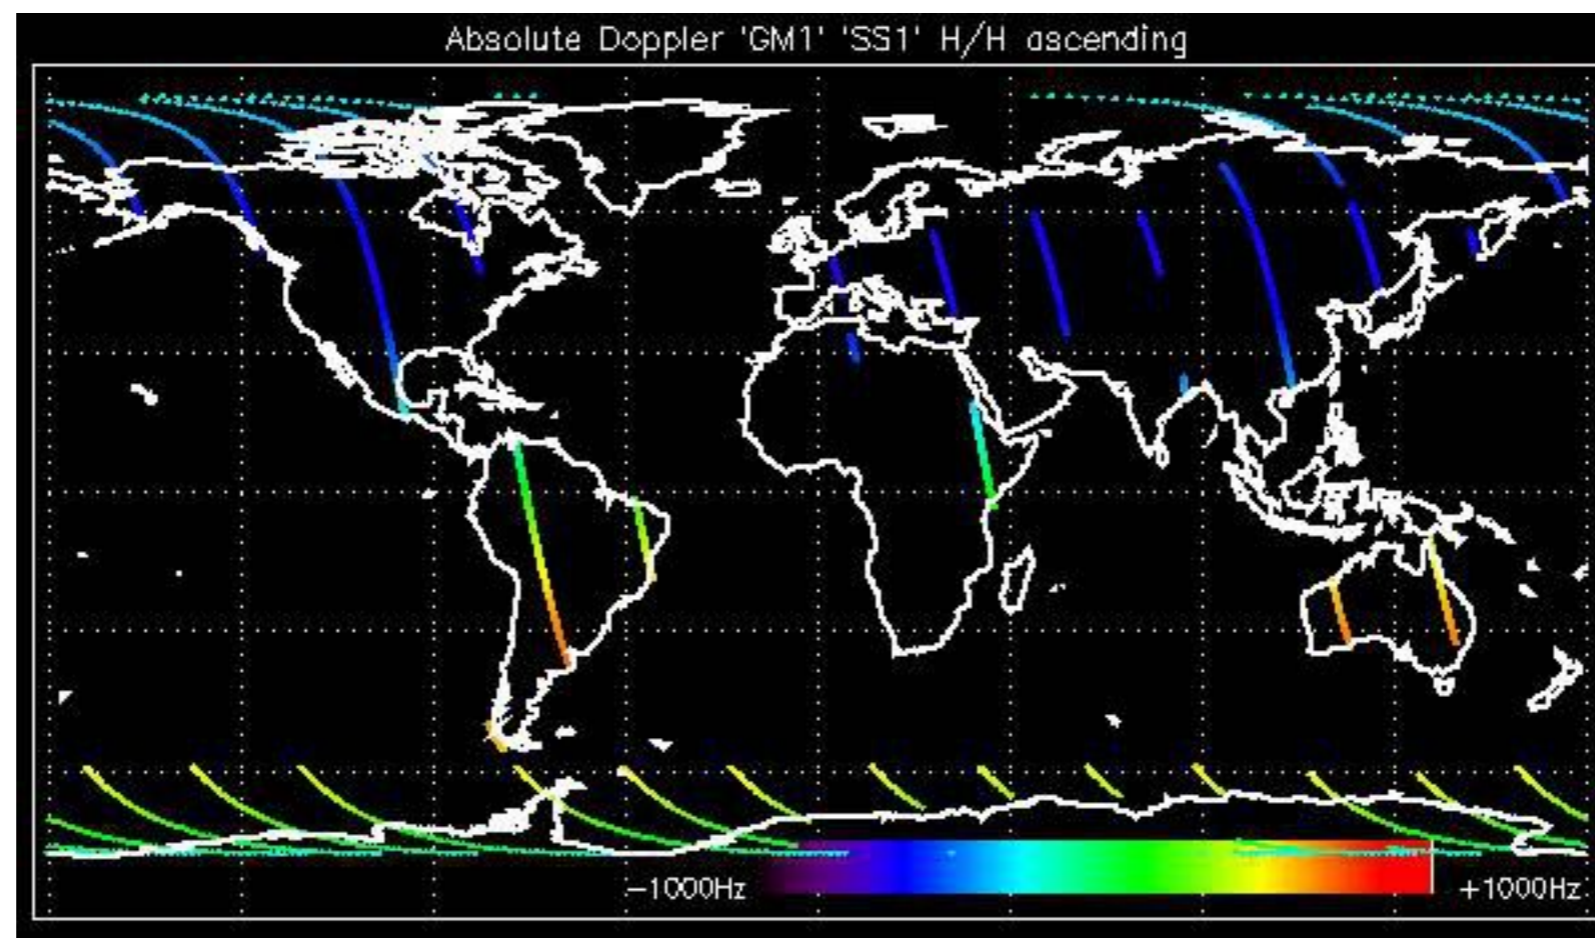 Absolute Doppler 'GM1' 'SS1' H/H ascending
-1000Hz
+1000Hz